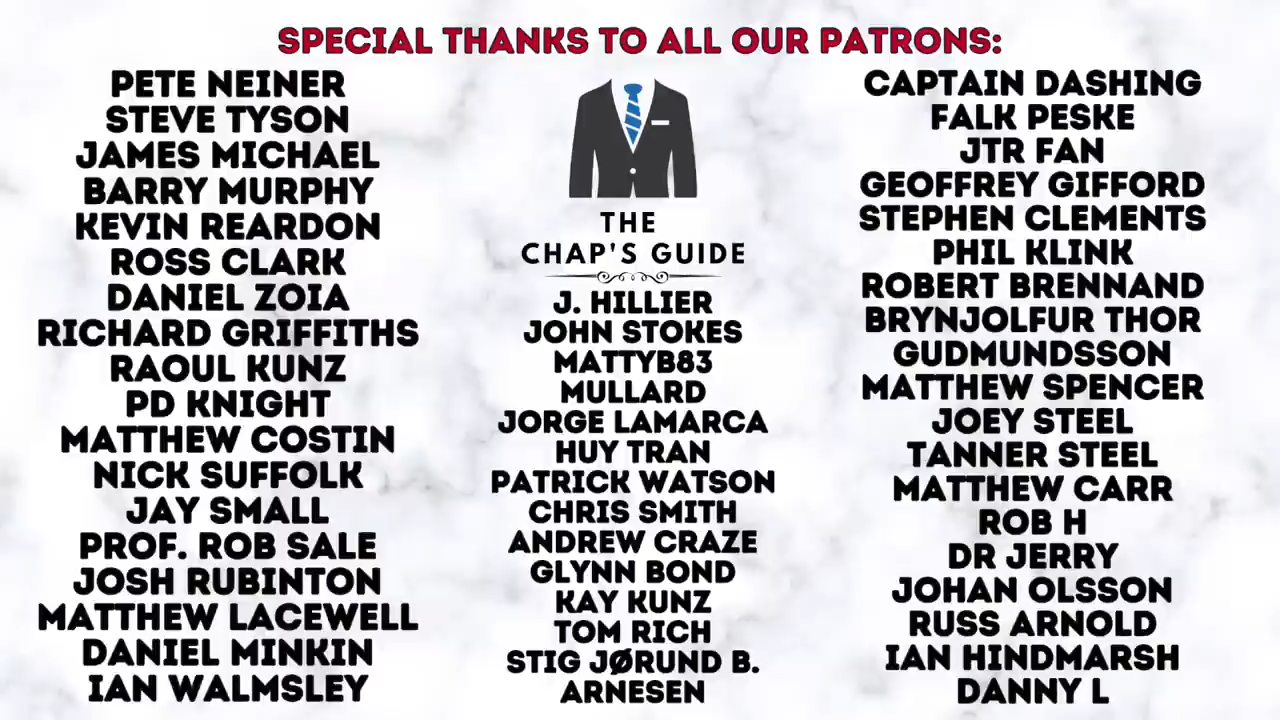 SPECIAL THANKS TO ALL OUR PATRONS:
PETE NEINER
STEVE TYSON
JAMES MICHAEL
BARRY MURPHY
KEVIN REARDON
ROSS CLARK
DANIEL ZOIA
RICHARD GRIFFITHS
RAOUL KUNZ
PD KNIGHT
MATTHEW COSTIN
NICK SUFFOLK
JAY SMALL
PROF. ROB SALE
JOSH RUBINTON
MATTHEW LACEWELL
DANIEL MINKIN
IAN WALMSLEY
THE
CHAP'S GUIDE
J. HILLIER
JOHN STOKES
MATTYB83
MULLARD
JORGE LAMARCA
HUY TRAN
PATRICK WATSON
CHRIS SMITH
ANDREW CRAZE
GLYNN BOND
KAY KUNZ
TOM RICH
STIG JØRUND B.
ARNESEN
CAPTAIN DASHING
FALK PESKE
JTR FAN
GEOFFREY GIFFORD
STEPHEN CLEMENTS
PHIL KLINK
ROBERT BRENNAND
BRYNJOLFUR THOR
GUDMUNDSSON
MATTHEW SPENCER
JOEY STEEL
TANNER STEEL
MATTHEW CARR
ROB H
DR JERRY
JOHAN OLSSON
RUSS ARNOLD
IAN HINDMARSH
DANNY L